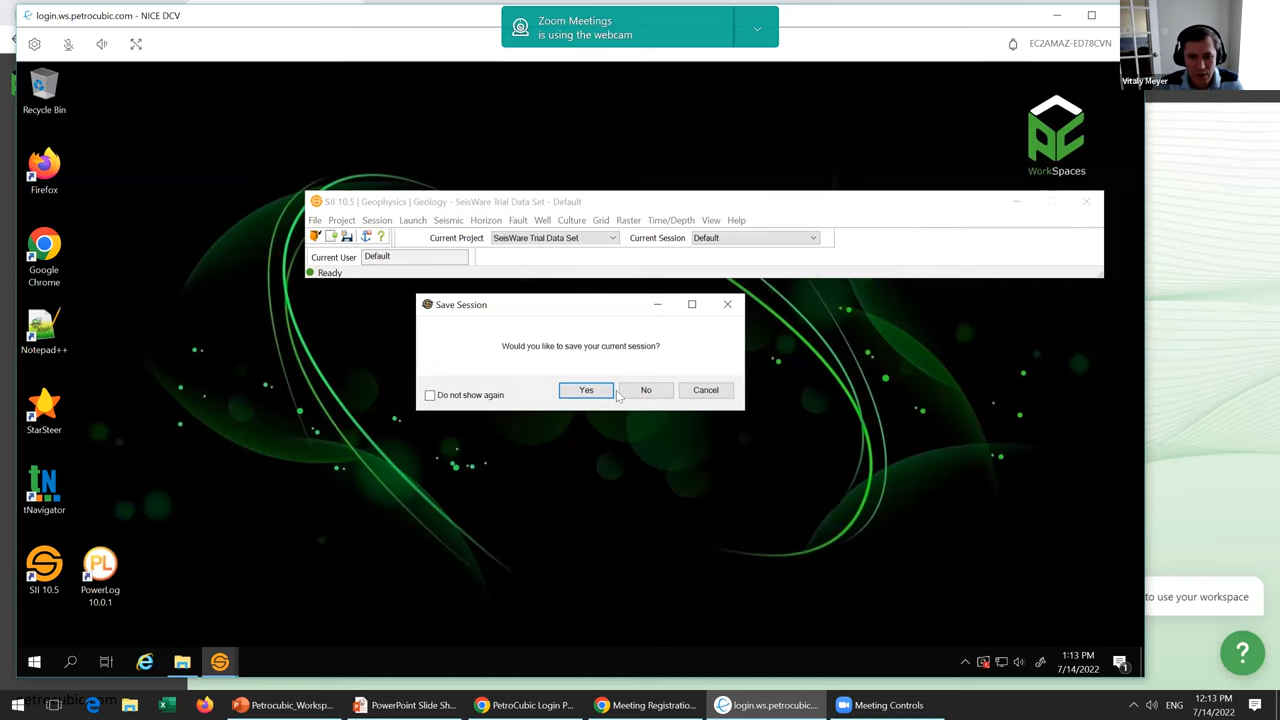 login.ws.petrocubic.com - NICE DCV
Zoom Meetings
is using the webcam
EC2AMAZ-ED78CVN
Vitaly Meyer
Recycle Bin
Firefox
Google
Chrome
Notepad++
StarSteer
tNavigator
SII 10.5
PowerLog
10.0.1
PC
WorkSpaces
SII 10.5 | Geophysics | Geology - SeisWare Trial Data Set - Default
File Project Session Launch Seismic Horizon Fault Well Culture Grid Raster Time/Depth View Help
Current Project SeisWare Trial Data Set Current Session Default
Current User Default
Ready
Save Session
Would you like to save your current session?
Do not show again
Yes
No
Cancel
to use your workspace
?
1:13 PM
7/14/2022
1
petrocubic.com
Petrocubic_Worksp...
PowerPoint Slide Sh...
PetroCubic Login P...
Meeting Registratio...
login.ws.petrocubic....
Meeting Controls
ENG
12:13 PM
7/14/2022